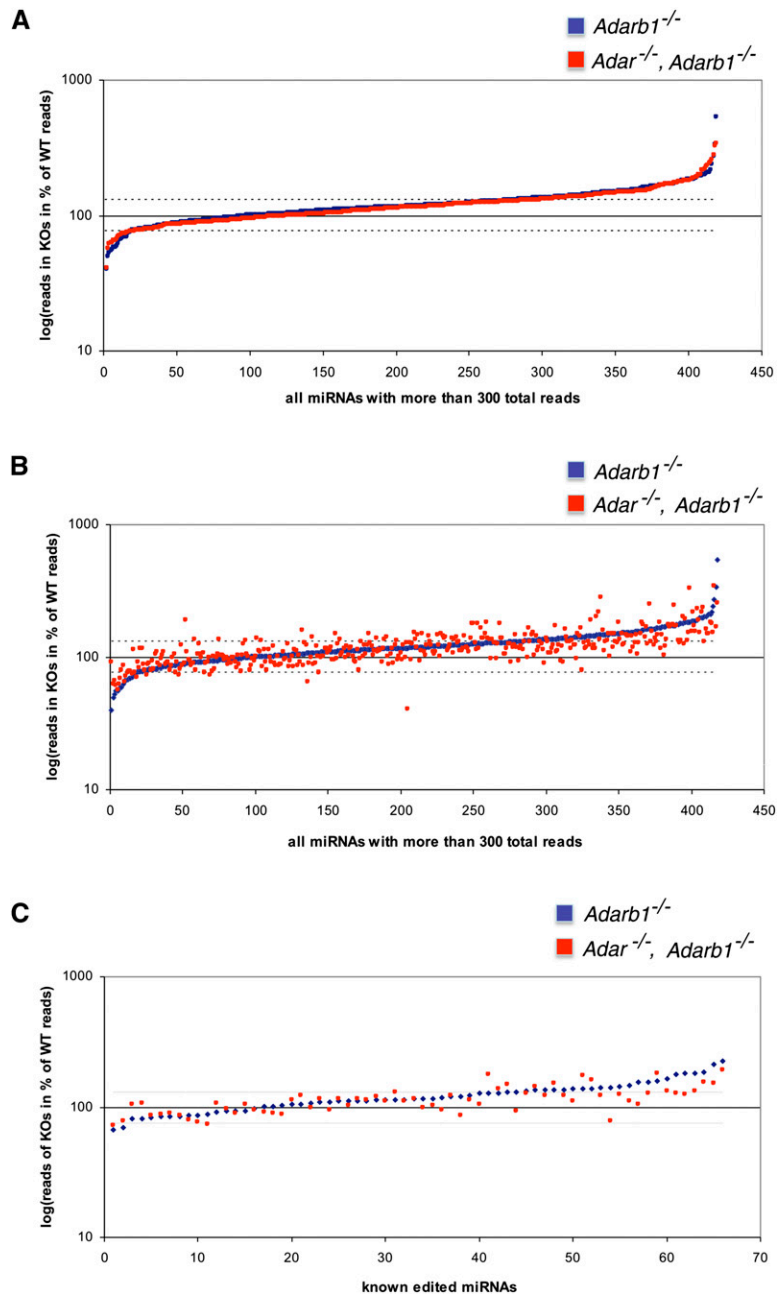 A
Adarb1-/-
Adar-/-, Adarb1-/-
log(reads in KOs in % of WT reads)
1000
100
10
0 50 100 150 200 250 300 350 400 450
all miRNAs with more than 300 total reads
B
Adarb1-/-
Adar-/-, Adarb1-/-
log(reads in KOs in % of WT reads)
1000
100
10
0 50 100 150 200 250 300 350 400 450
all miRNAs with more than 300 total reads
C
Adarb1-/-
Adar-/-, Adarb1-/-
log(reads of KOs in % of WT reads)
1000
100
10
0 10 20 30 40 50 60 70
known edited miRNAs